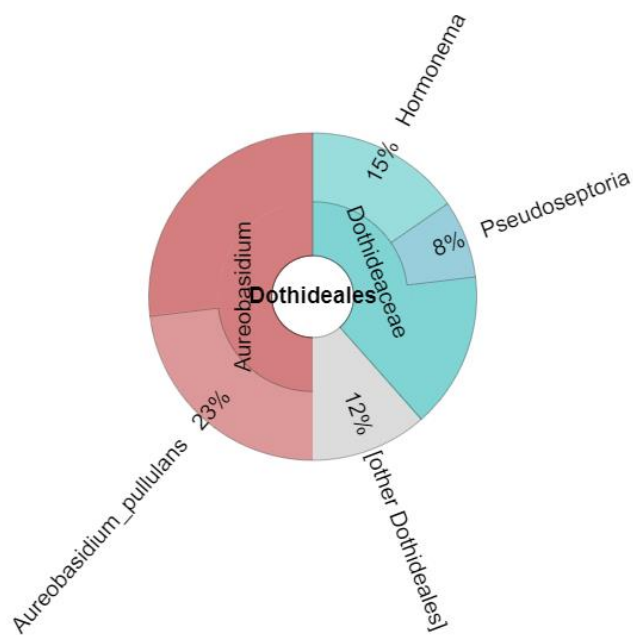 Hormonema
15%
Pseudoseptoria
8%
Dothideaceae
Dothideales
Aureobasidium
23%
Aureobasidium_pullulans
12%
[other Dothideales]